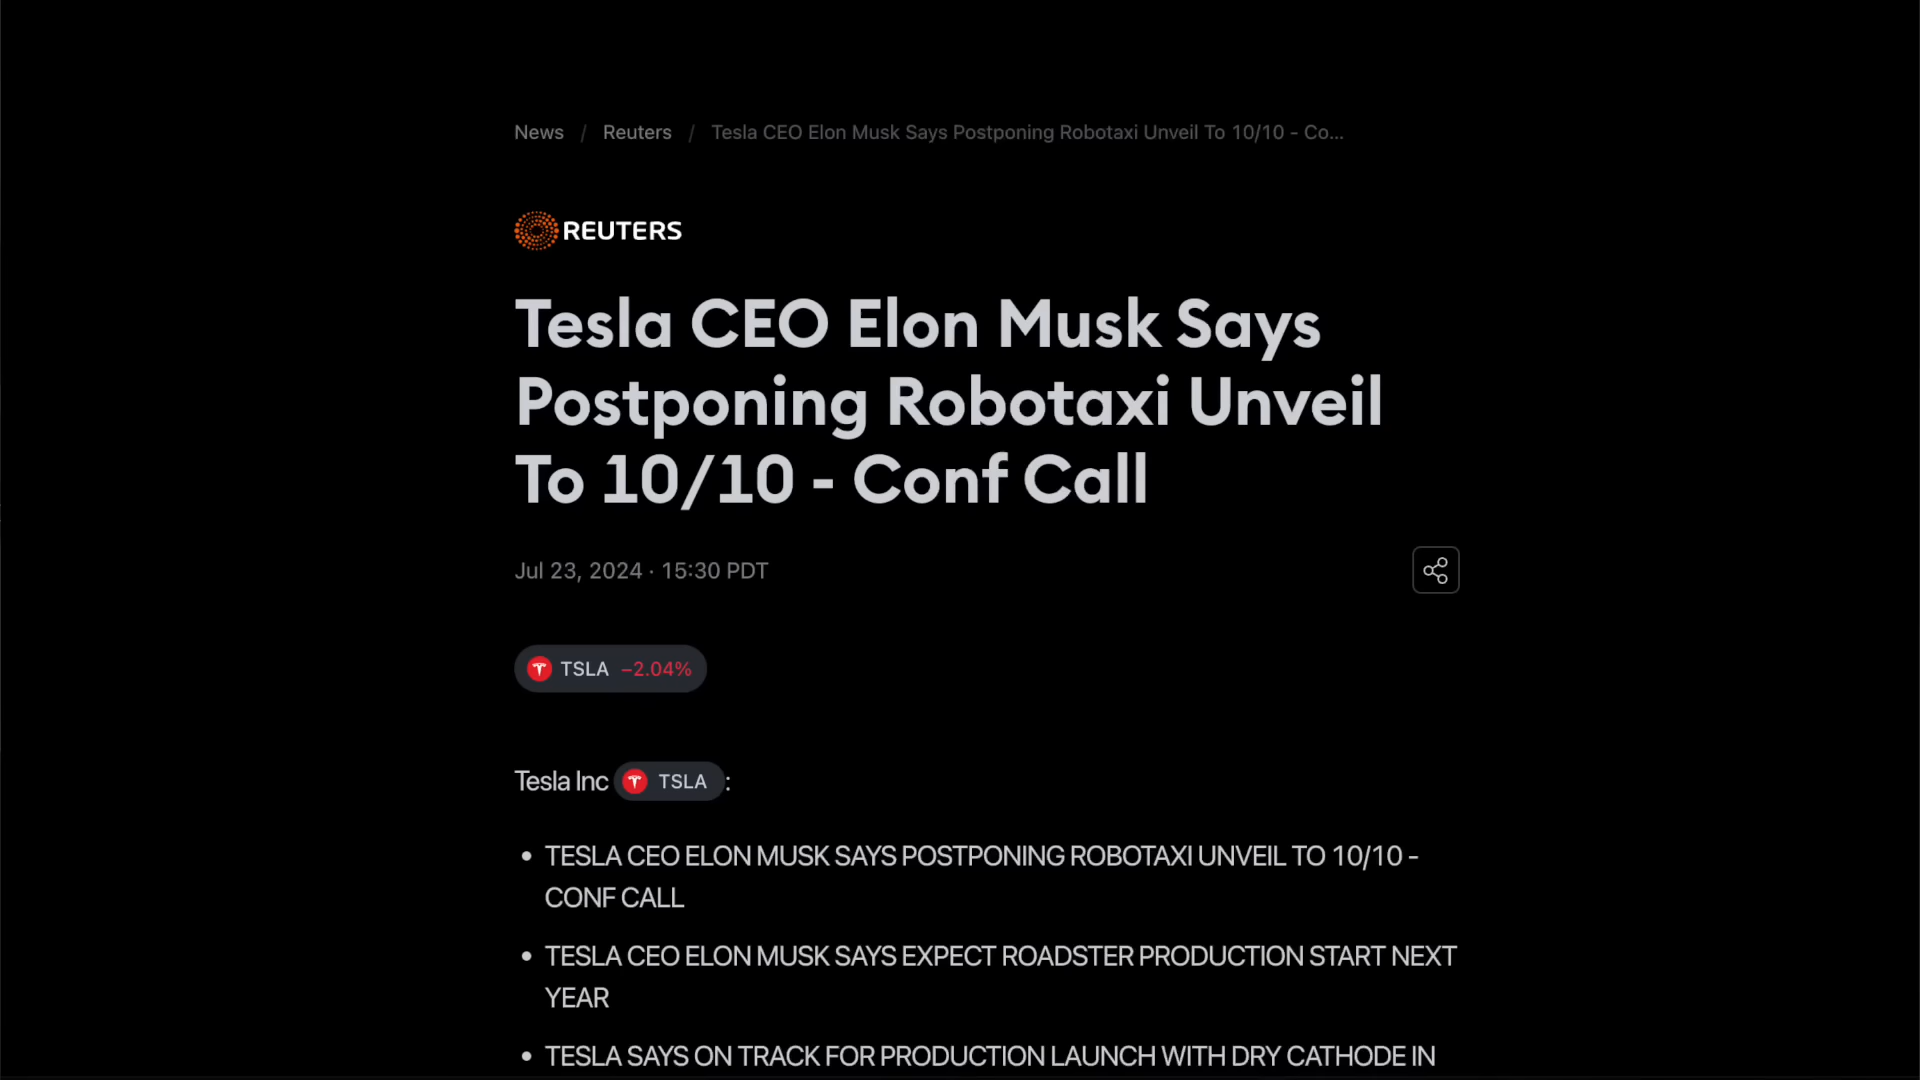 News / Reuters / Tesla CEO Elon Musk Says Postponing Robotaxi Unveil To 10/10 - Co...
REUTERS
Tesla CEO Elon Musk Says
Postponing Robotaxi Unveil
To 10/10 - Conf Call
Jul 23, 2024 · 15:30 PDT
TSLA −2.04%
Tesla Inc TSLA :
• TESLA CEO ELON MUSK SAYS POSTPONING ROBOTAXI UNVEIL TO 10/10 -
CONF CALL
• TESLA CEO ELON MUSK SAYS EXPECT ROADSTER PRODUCTION START NEXT
YEAR
• TESLA SAYS ON TRACK FOR PRODUCTION LAUNCH WITH DRY CATHODE IN